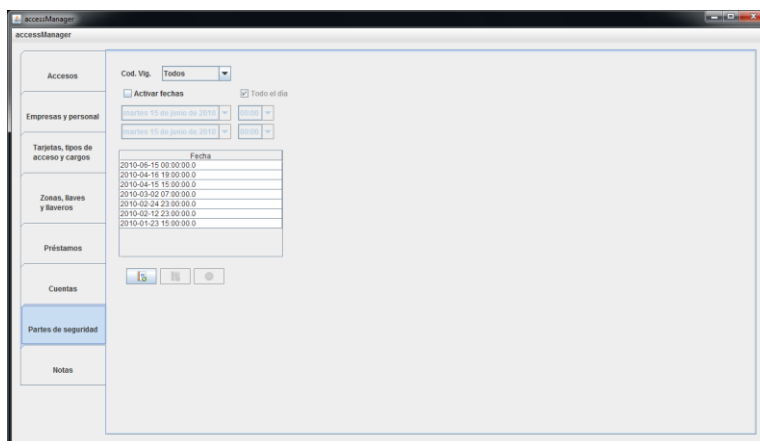 accessManager
accessManager
Accesos
Empresas y personal
Tarjetas, tipos de
acceso y cargos
Zonas, llaves
y llaveros
Préstamos
Cuentas
Partes de seguridad
Notas
Cod. Vig. Todos
Activar fechas Todo el día
martes 15 de junio de 2010 00:00
martes 15 de junio de 2010 00:00
Fecha
2010-06-15 00:00:00.0
2010-04-16 19:00:00.0
2010-04-15 15:00:00.0
2010-03-02 07:00:00.0
2010-02-24 23:00:00.0
2010-02-12 23:00:00.0
2010-01-23 15:00:00.0